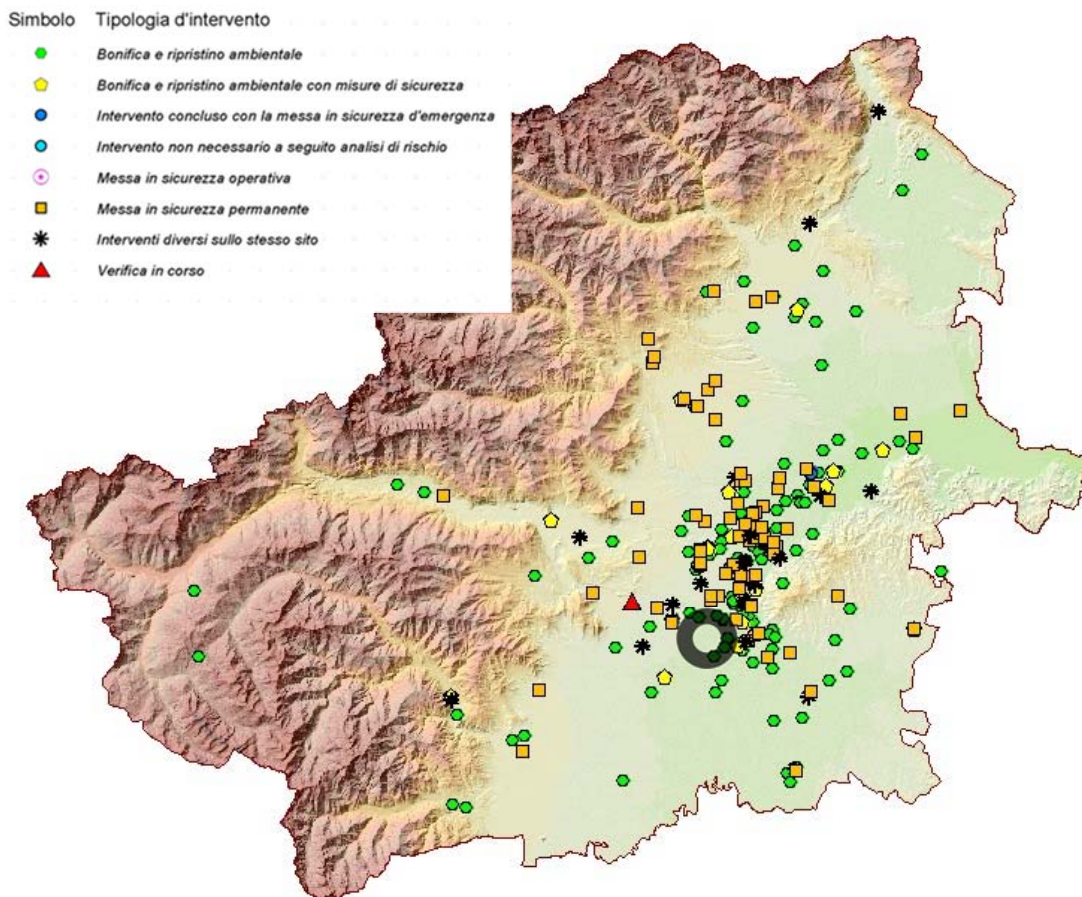 Simbolo Tipologia d'intervento
Bonifica e ripristino ambientale
Bonifica e ripristino ambientale con misure di sicurezza
Intervento concluso con la messa in sicurezza d'emergenza
Intervento non necessario a seguito analisi di rischio
Messa in sicurezza operativa
Messa in sicurezza permanente
Interventi diversi sullo stesso sito
Verifica in corso